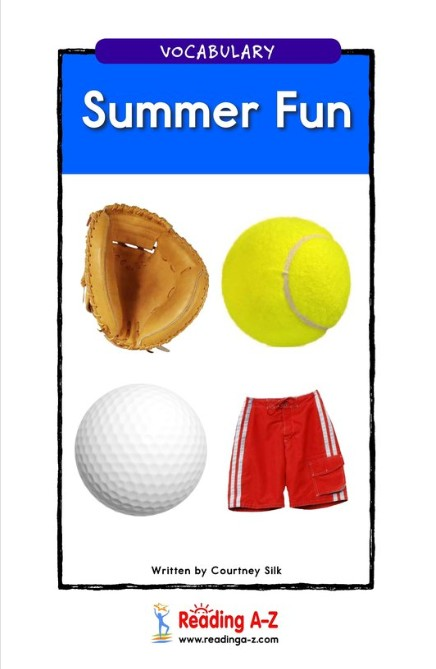 VOCABULARY
Summer Fun
Written by Courtney Silk
Reading A-Z
www.readinga-z.com